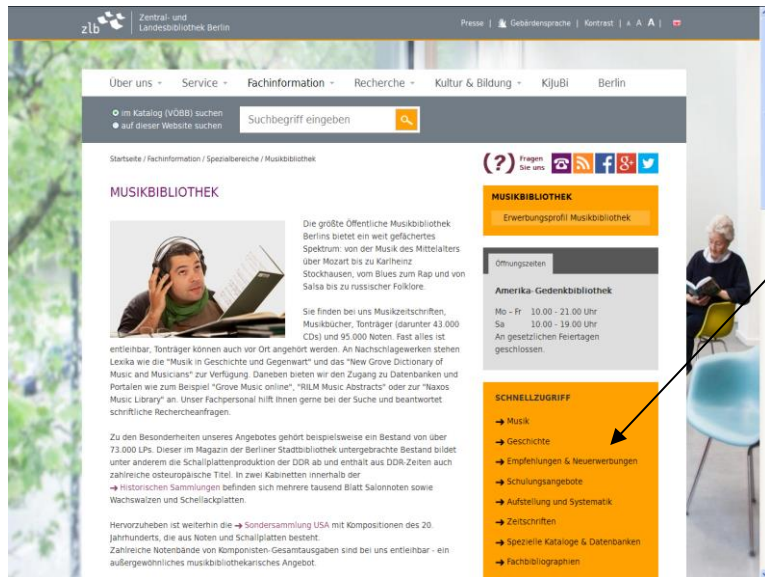 zlb
Zentral- und
Landesbibliothek Berlin
Presse | Gebärdensprache | Kontrast | A A A |
Über uns Service Fachinformation Recherche Kultur & Bildung KiJuBi Berlin
im Katalog (VÖBB) suchen
auf dieser Website suchen
Suchbegriff eingeben
Startseite / Fachinformation / Spezialbereiche / Musikbibliothek
(?) Fragen
Sie uns
MUSIKBIBLIOTHEK
Die größte Öffentliche Musikbibliothek
Berlins bietet ein weit gefächertes
Spektrum: von der Musik des Mittelalters
über Mozart bis zu Karlheinz
Stockhausen, vom Blues zum Rap und von
Salsa bis zu russischer Folklore.
Sie finden bei uns Musikzeitschriften,
Musikbücher, Tonträger (darunter 43.000
CDs) und 95.000 Noten. Fast alles ist
entleihbar, Tonträger können auch vor Ort angehört werden. An Nachschlagewerken stehen
Lexika wie die "Musik in Geschichte und Gegenwart" und das "New Grove Dictionary of
Music and Musicians" zur Verfügung. Daneben bieten wir den Zugang zu Datenbanken und
Portalen wie zum Beispiel "Grove Music online", "RILM Music Abstracts" oder zur "Naxos
Music Library" an. Unser Fachpersonal hilft Ihnen gerne bei der Suche und beantwortet
schriftliche Rechercheanfragen.
Zu den Besonderheiten unseres Angebotes gehört beispielsweise ein Bestand von über
73.000 LPs. Dieser im Magazin der Berliner Stadtbibliothek untergebrachte Bestand bildet
unter anderem die Schallplattenproduktion der DDR ab und enthält aus DDR-Zeiten auch
zahlreiche osteuropäische Titel. In zwei Kabinetten innerhalb der
→ Historischen Sammlungen befinden sich mehrere tausend Blatt Salonnoten sowie
Wachswalzen und Schellackplatten.
Hervorzuheben ist weiterhin die → Sondersammlung USA mit Kompositionen des 20.
Jahrhunderts, die aus Noten und Schallplatten besteht.
Zahlreiche Notenbände von Komponisten-Gesamtausgaben sind bei uns entleihbar - ein
außergewöhnliches musikbibliothekarisches Angebot.
MUSIKBIBLIOTHEK
Erwerbungsprofil Musikbibliothek
Öffnungszeiten
Amerika- Gedenkbibliothek
Mo – Fr 10.00 - 21.00 Uhr
Sa 10.00 - 19.00 Uhr
An gesetzlichen Feiertagen
geschlossen.
SCHNELLZUGRIFF
→ Musik
→ Geschichte
→ Empfehlungen & Neuerwerbungen
→ Schulungsangebote
→ Aufstellung und Systematik
→ Zeitschriften
→ Spezielle Kataloge & Datenbanken
→ Fachbibliographien